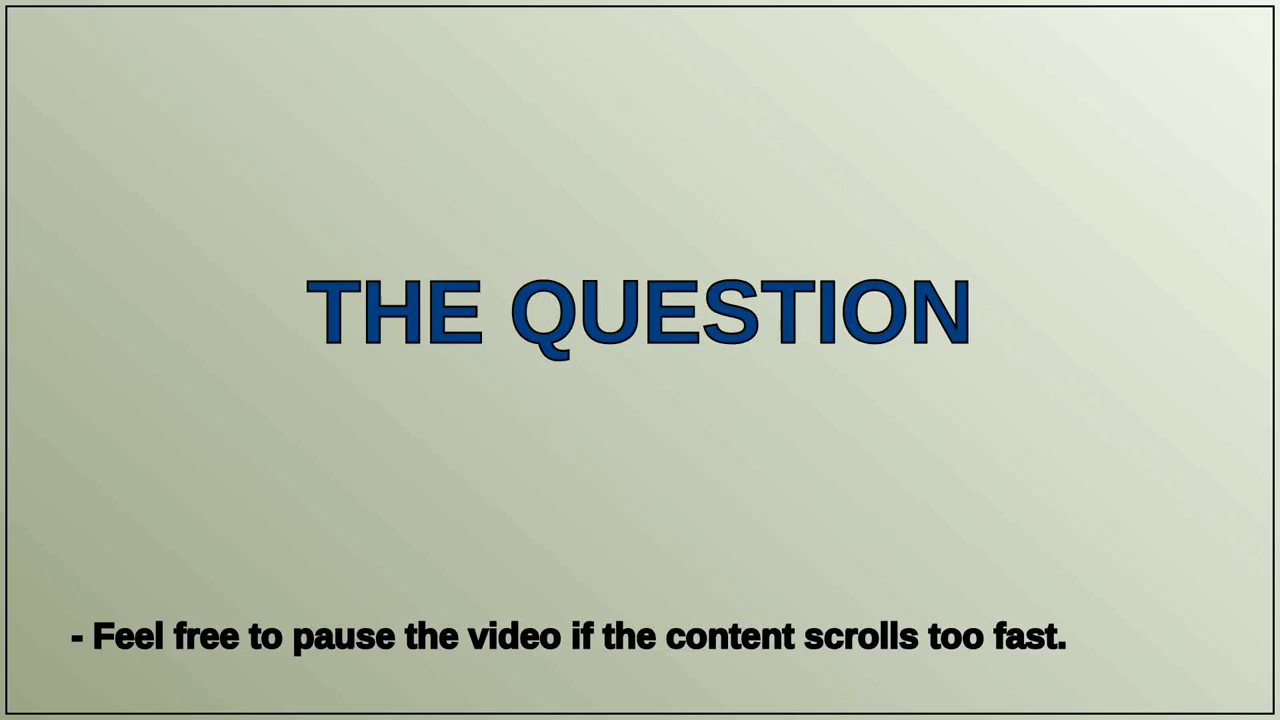 THE QUESTION
- Feel free to pause the video if the content scrolls too fast.